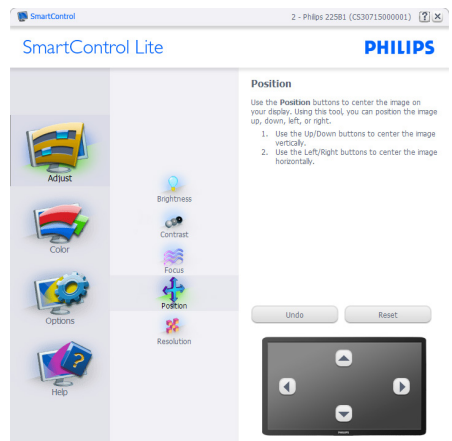 SmartControl
2 - Philips 225B1 (CS30715000001)
SmartControl Lite
PHILIPS
Adjust
Color
Options
Help
Brightness
Contrast
Focus
Position
Resolution
Position
Use the Position buttons to center the image on
your display. Using this tool, you can position the image
up, down, left, or right.
1. Use the Up/Down buttons to center the image
vertically.
2. Use the Left/Right buttons to center the image
horizontally.
Undo
Reset
PHILIPS